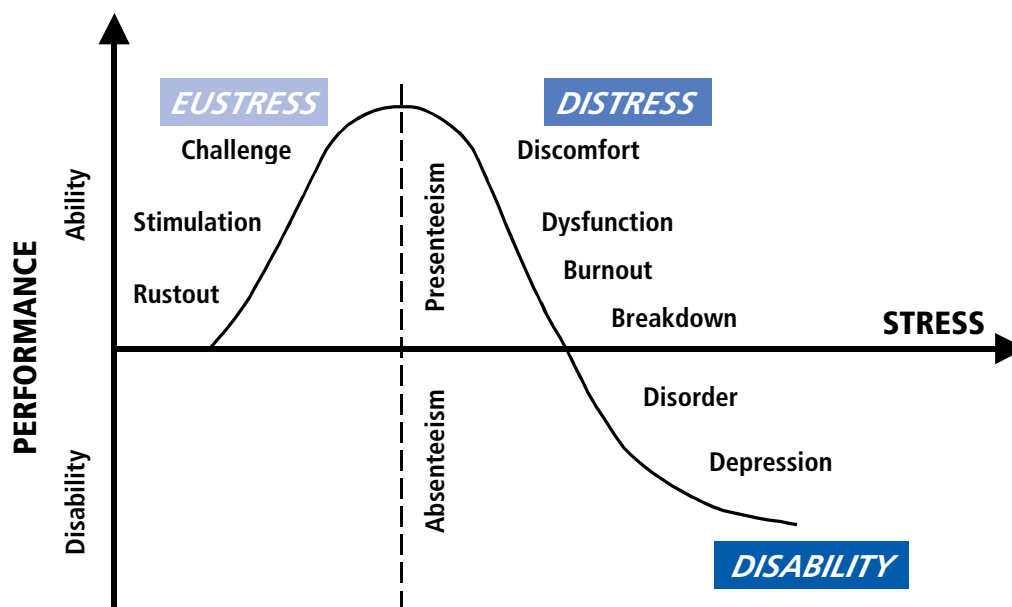 EUSTRESS
DISTRESS
Challenge
Discomfort
Stimulation
Dysfunction
Burnout
Rustout
Breakdown
STRESS
Disorder
Depression
DISABILITY
PERFORMANCE
Ability
Disability
Presenteeism
Absenteeism